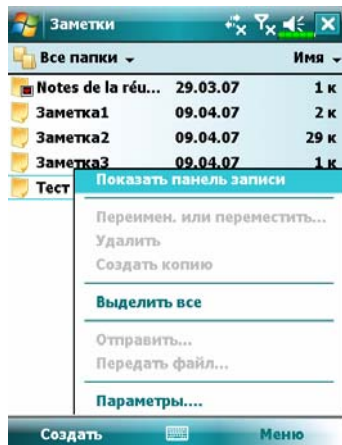 Заметки
Все папки Имя
Notes de la réu... 29.03.07 1 к
Заметка1 09.04.07 2 к
Заметка2 09.04.07 29 к
Заметка3 09.04.07 1 к
Тест
Показать панель записи
Переимен. или переместить...
Удалить
Создать копию
Выделить все
Отправить...
Передать файл...
Параметры....
Создать Меню